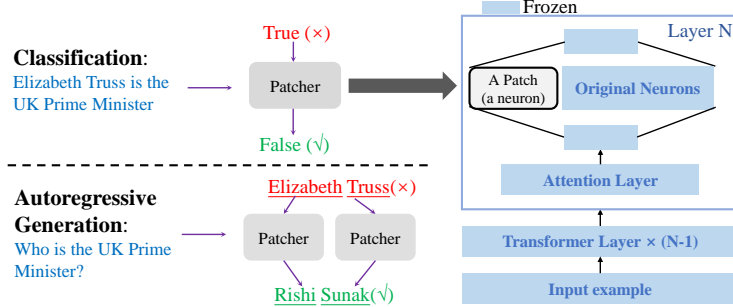 Classification:
Elizabeth Truss is the
UK Prime Minister
True (×)
Patcher
False (√)
Autoregressive
Generation:
Who is the UK Prime
Minister?
Elizabeth Truss(×)
Patcher Patcher
Rishi Sunak(√)
Frozen
Layer N
A Patch
(a neuron)
Original Neurons
Attention Layer
Transformer Layer × (N-1)
Input example